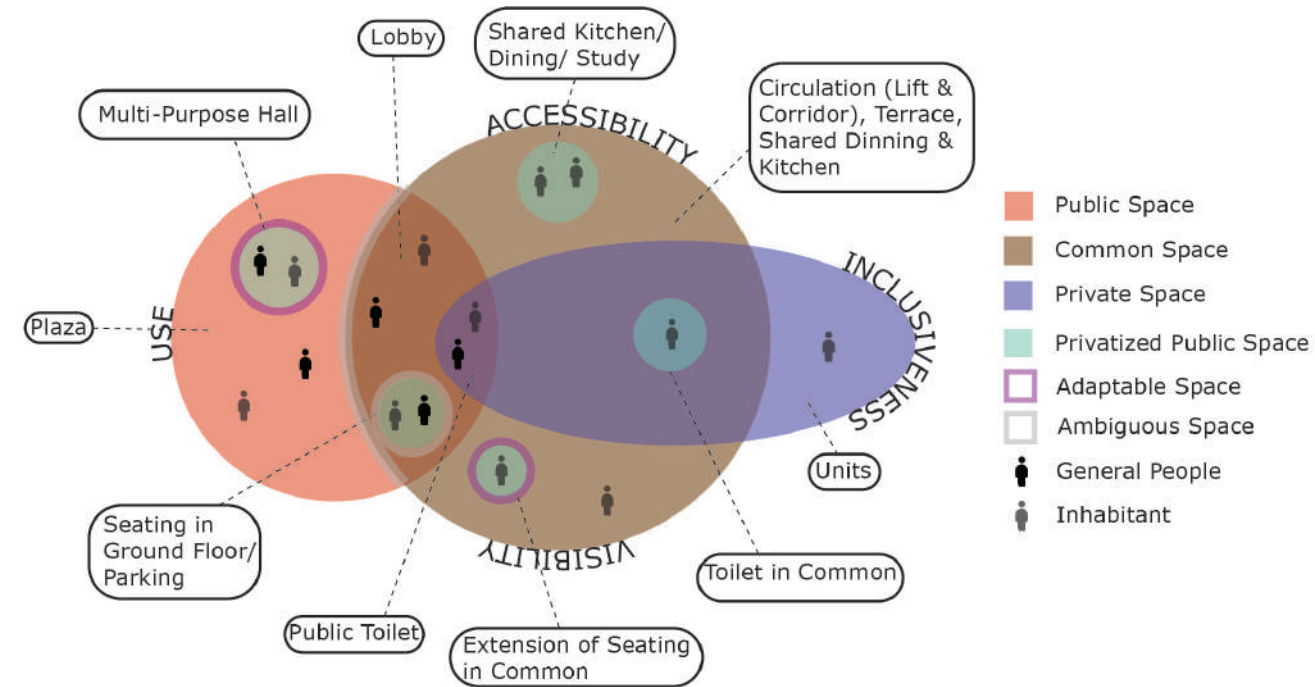 Lobby
Shared Kitchen/
Dining/ Study
Multi-Purpose Hall
Circulation (Lift &
Corridor), Terrace,
Shared Dinning &
Kitchen
ACCESSIBILITY
Public Space
Common Space
Private Space
Privatized Public Space
Adaptable Space
Ambiguous Space
General People
Inhabitant
Plaza
USE
INCLUSIVENESS
Units
Seating in
Ground Floor/
Parking
VISIBILITY
Toilet in Common
Public Toilet
Extension of Seating
in Common